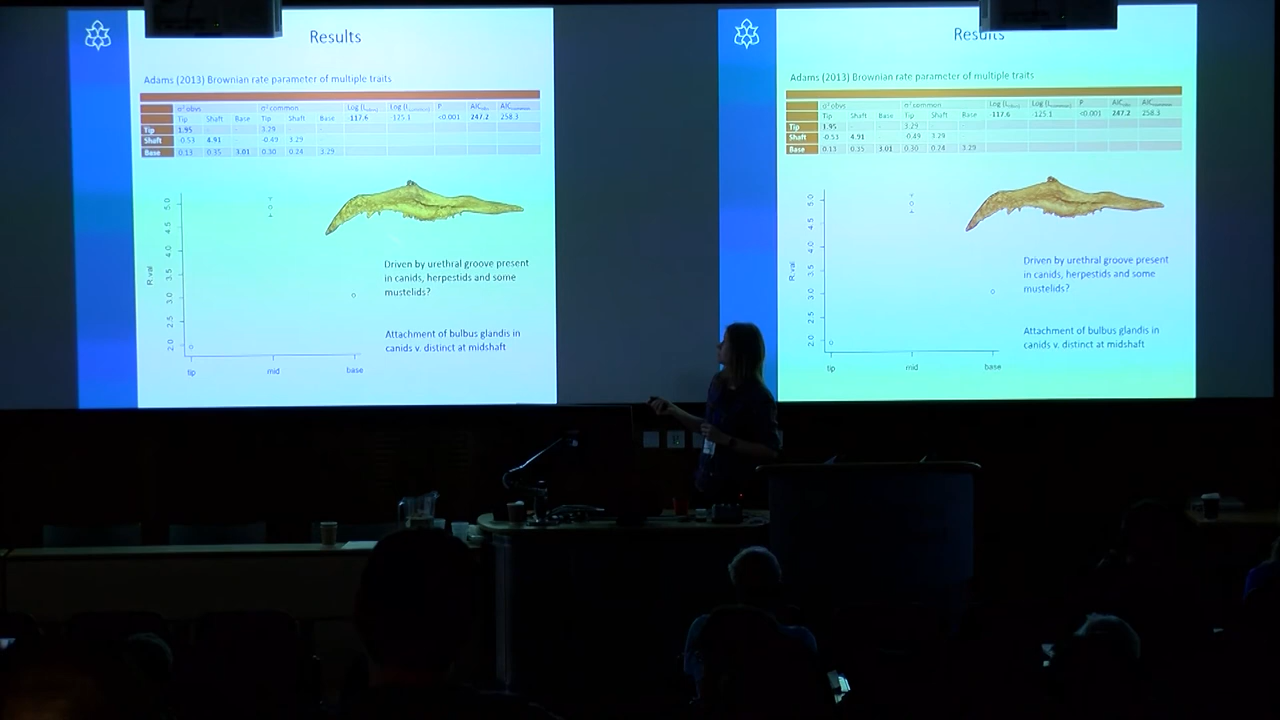 Results
Adams (2013) Brownian rate parameter of multiple traits
σ² obvs σ² common Log (L Log (L P AIC AIC
Tip Shaft Base Tip Shaft Base -117.6 -125.1 <0.001 247.2 258.3
Tip 1.95 - - 3.29 - -
Shaft -0.53 4.91 -0.49 3.29
Base 0.13 0.35 3.01 0.30 0.24 3.29
R val
5.0
4.5
4.0
3.5
3.0
2.5
2.0
tip mid base
Driven by urethral groove present
in canids, herpestids and some
mustelids?
Attachment of bulbus glandis in
canids v. distinct at midshaft
Results
Adams (2013) Brownian rate parameter of multiple traits
σ² obvs σ² common Log (L Log (L P AIC AIC
Tip Shaft Base Tip Shaft Base -117.6 -125.1 <0.001 247.2 258.3
Tip 1.95 3.29
Shaft -0.53 4.91 -0.49 3.29
Base 0.13 0.35 3.01 0.30 0.24 3.29
R val
5.0
4.5
4.0
3.5
3.0
2.5
2.0
tip mid base
Driven by urethral groove present
in canids, herpestids and some
mustelids?
Attachment of bulbus glandis in
canids v. distinct at midshaft